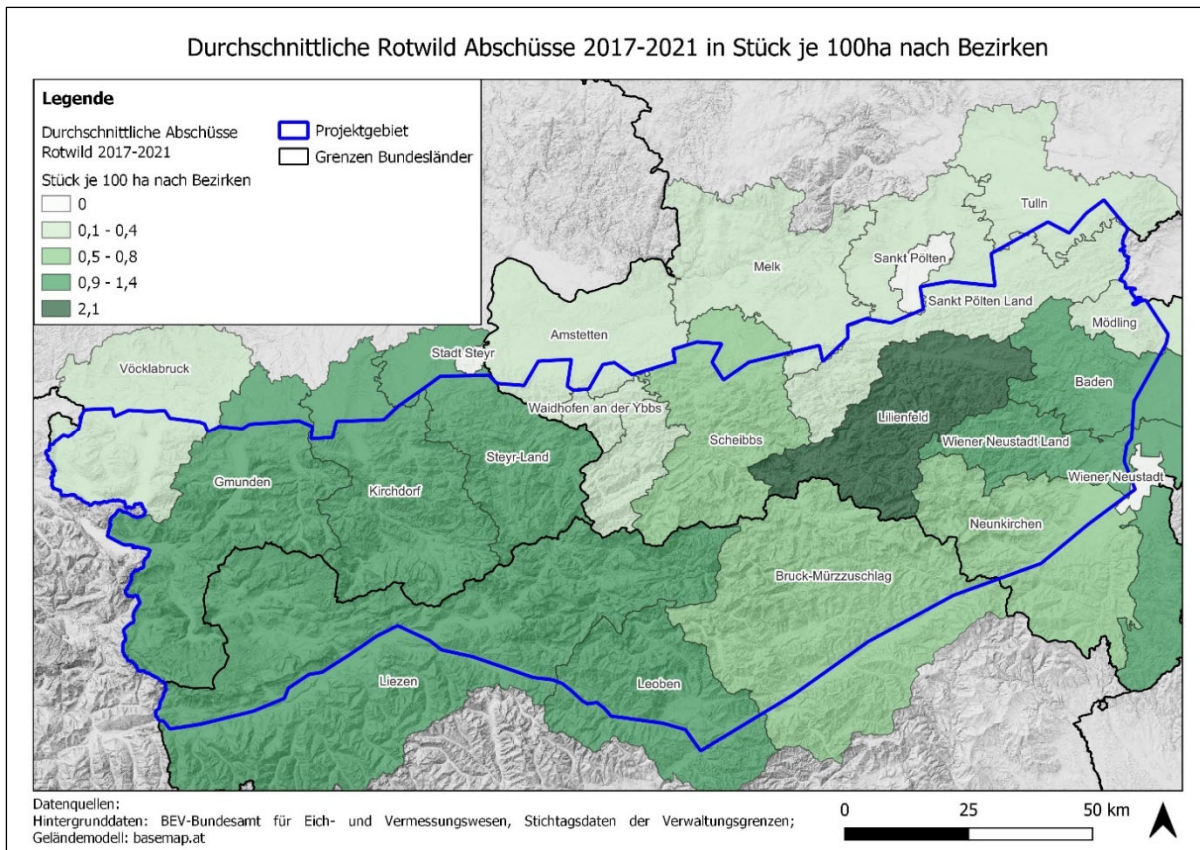 Durchschnittliche Rotwild Abschüsse 2017-2021 in Stück je 100ha nach Bezirken
Legende
Durchschnittliche Abschüsse
Rotwild 2017-2021
Stück je 100 ha nach Bezirken
0
0,1 - 0,4
0,5 - 0,8
0,9 - 1,4
2,1
Projektgebiet
Grenzen Bundesländer
Tulln
Melk
Sankt Pölten
Sankt Pölten Land
Mödling
Amstetten
Stadt Steyr
Vöcklabruck
Baden
Waidhofen an der Ybbs
Lilienfeld
Scheibbs
Wiener Neustadt Land
Steyr-Land
Gmunden
Kirchdorf
Wiener Neustadt
Neunkirchen
Bruck-Mürzzuschlag
Liezen
Leoben
Datenquellen:
Hintergrunddaten: BEV-Bundesamt für Eich- und Vermessungswesen, Stichtagsdaten der Verwaltungsgrenzen;
Geländemodell: basemap.at
0 25 50 km